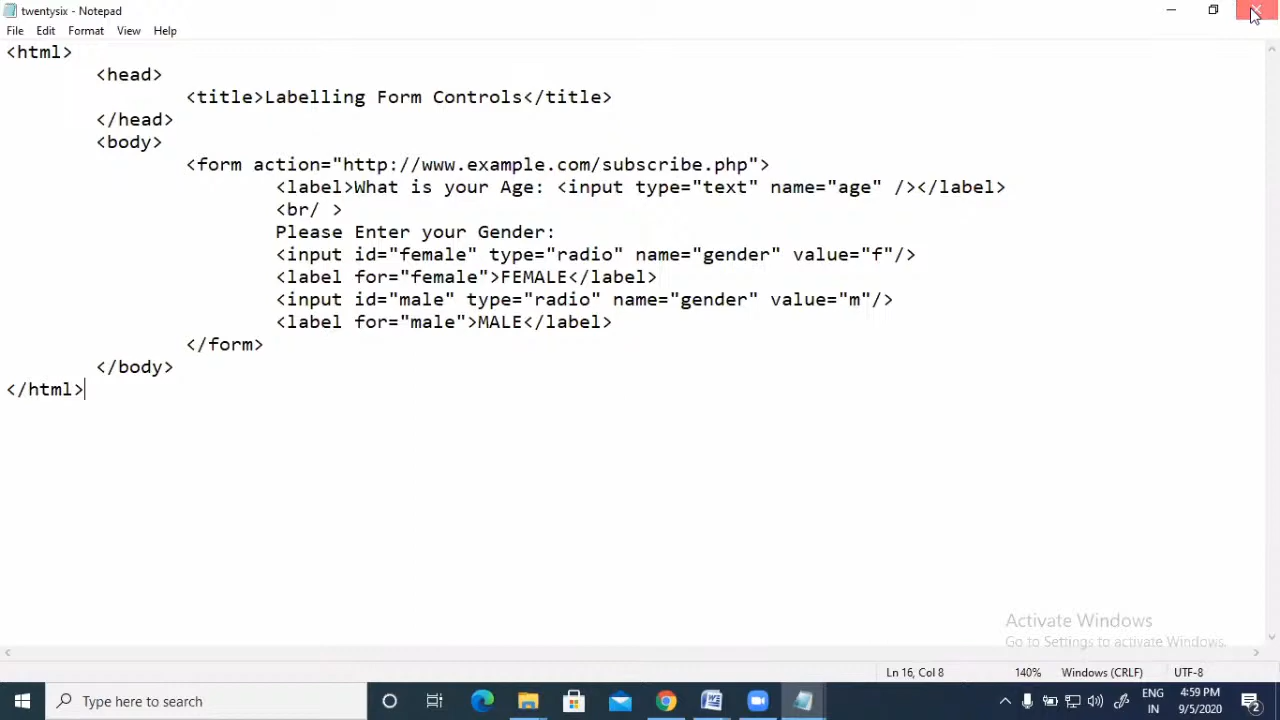 twentysix - Notepad
File Edit Format View Help
<html>
<head>
<title>Labelling Form Controls</title>
</head>
<body>
<form action="http://www.example.com/subscribe.php">
<label>What is your Age: <input type="text" name="age" /></label>
<br/ >
Please Enter your Gender:
<input id="female" type="radio" name="gender" value="f"/>
<label for="female">FEMALE</label>
<input id="male" type="radio" name="gender" value="m"/>
<label for="male">MALE</label>
</form>
</body>
</html>
Activate Windows
Go to Settings to activate Windows.
Ln 16, Col 8 140% Windows (CRLF) UTF-8
Type here to search
ENG 4:59 PM
IN 9/5/2020 2